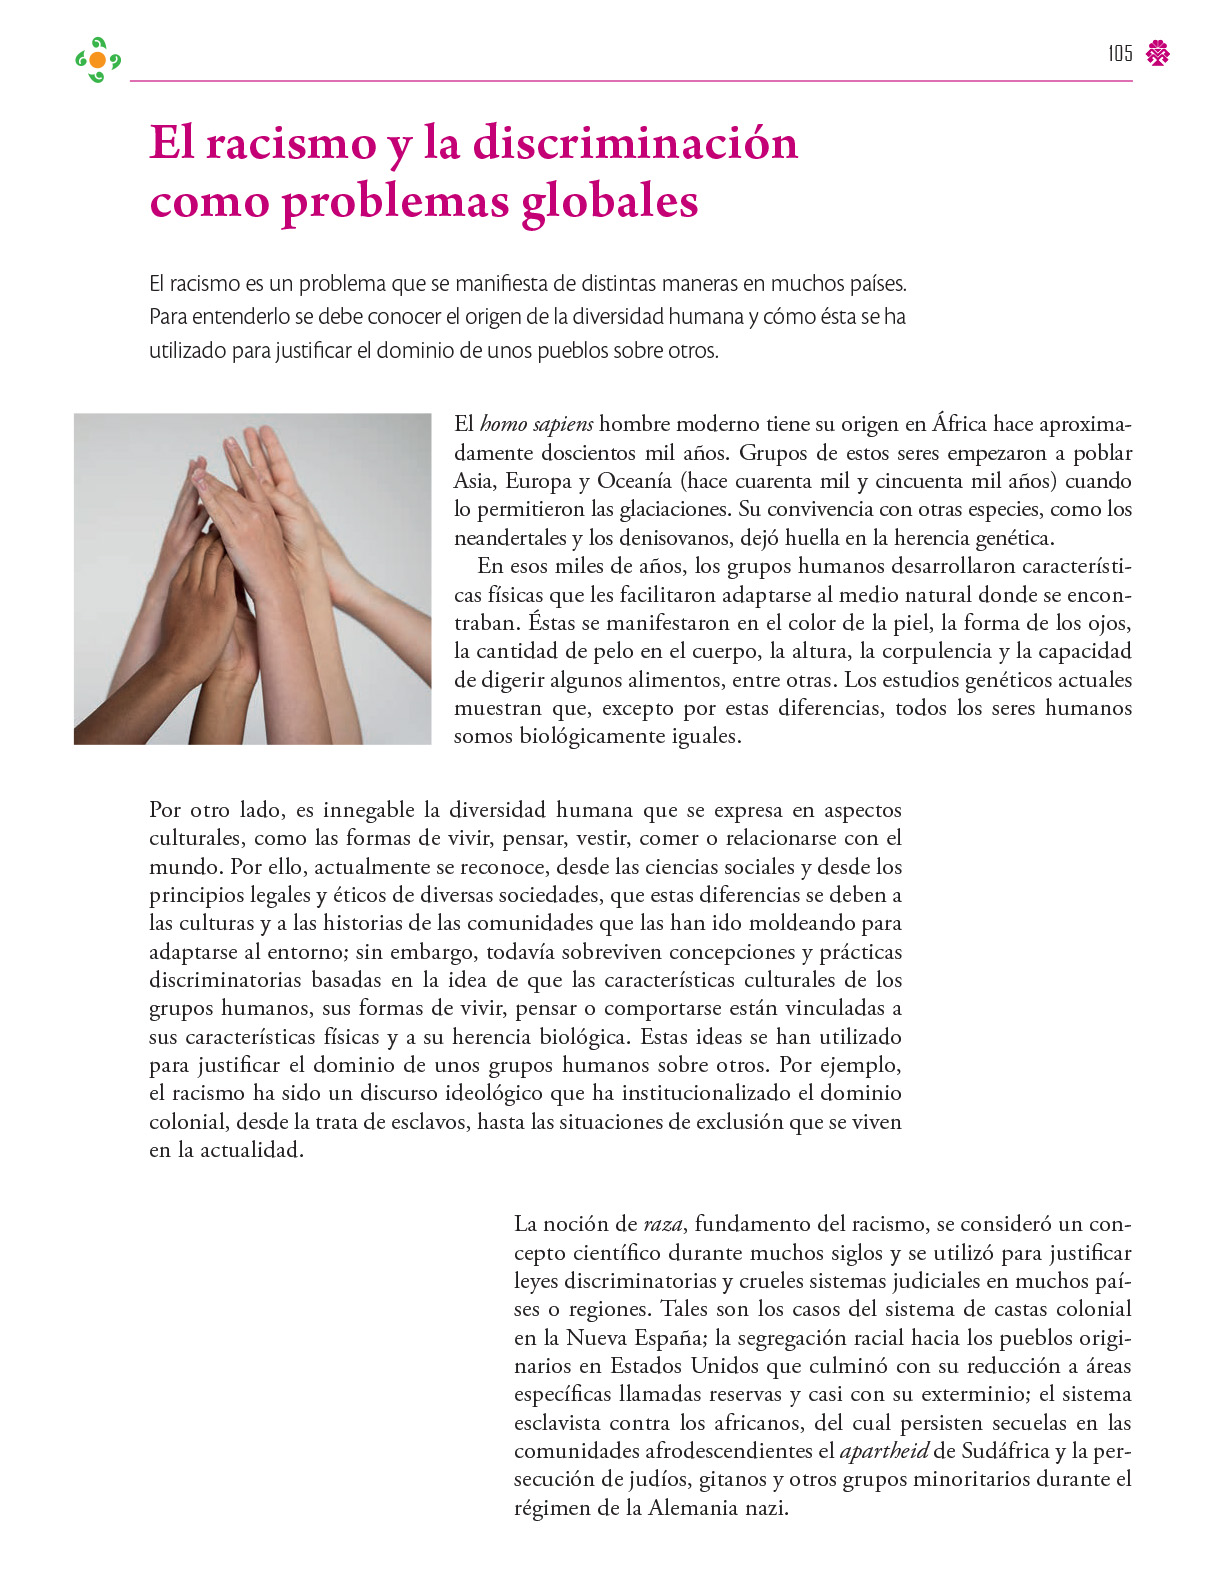 105
El racismo y la discriminación
como problemas globales
El racismo es un problema que se manifiesta de distintas maneras en muchos países.
Para entenderlo se debe conocer el origen de la diversidad humana y cómo ésta se ha
utilizado para justificar el dominio de unos pueblos sobre otros.
El homo sapiens hombre moderno tiene su origen en África hace aproxima-
damente doscientos mil años. Grupos de estos seres empezaron a poblar
Asia, Europa y Oceanía (hace cuarenta mil y cincuenta mil años) cuando
lo permitieron las glaciaciones. Su convivencia con otras especies, como los
neandertales y los denisovanos, dejó huella en la herencia genética.
En esos miles de años, los grupos humanos desarrollaron característi-
cas físicas que les facilitaron adaptarse al medio natural donde se encon-
traban. Éstas se manifestaron en el color de la piel, la forma de los ojos,
la cantidad de pelo en el cuerpo, la altura, la corpulencia y la capacidad
de digerir algunos alimentos, entre otras. Los estudios genéticos actuales
muestran que, excepto por estas diferencias, todos los seres humanos
somos biológicamente iguales.
Por otro lado, es innegable la diversidad humana que se expresa en aspectos
culturales, como las formas de vivir, pensar, vestir, comer o relacionarse con el
mundo. Por ello, actualmente se reconoce, desde las ciencias sociales y desde los
principios legales y éticos de diversas sociedades, que estas diferencias se deben a
las culturas y a las historias de las comunidades que las han ido moldeando para
adaptarse al entorno; sin embargo, todavía sobreviven concepciones y prácticas
discriminatorias basadas en la idea de que las características culturales de los
grupos humanos, sus formas de vivir, pensar o comportarse están vinculadas a
sus características físicas y a su herencia biológica. Estas ideas se han utilizado
para justificar el dominio de unos grupos humanos sobre otros. Por ejemplo,
el racismo ha sido un discurso ideológico que ha institucionalizado el dominio
colonial, desde la trata de esclavos, hasta las situaciones de exclusión que se viven
en la actualidad.
La noción de raza, fundamento del racismo, se consideró un con-
cepto científico durante muchos siglos y se utilizó para justificar
leyes discriminatorias y crueles sistemas judiciales en muchos paí-
ses o regiones. Tales son los casos del sistema de castas colonial
en la Nueva España; la segregación racial hacia los pueblos origi-
narios en Estados Unidos que culminó con su reducción a áreas
específicas llamadas reservas y casi con su exterminio; el sistema
esclavista contra los africanos, del cual persisten secuelas en las
comunidades afrodescendientes el apartheid de Sudáfrica y la per-
secución de judíos, gitanos y otros grupos minoritarios durante el
régimen de la Alemania nazi.